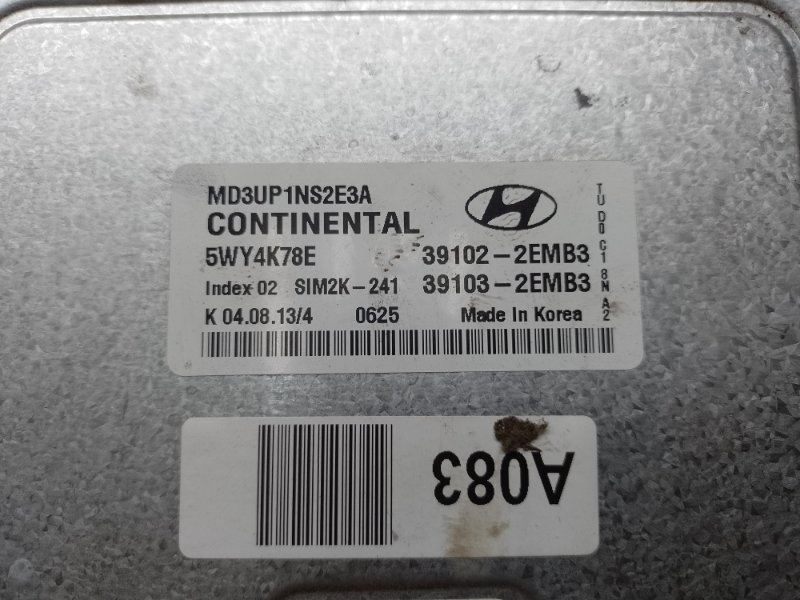 MD3UP1NS2E3A
CONTINENTAL
5WY4K78E 39102-2EMB3
Index 02 SIM2K-241 39103-2EMB3
K 04.08.13/4 0625 Made In Korea
TU D0 C1 8N A2
A083